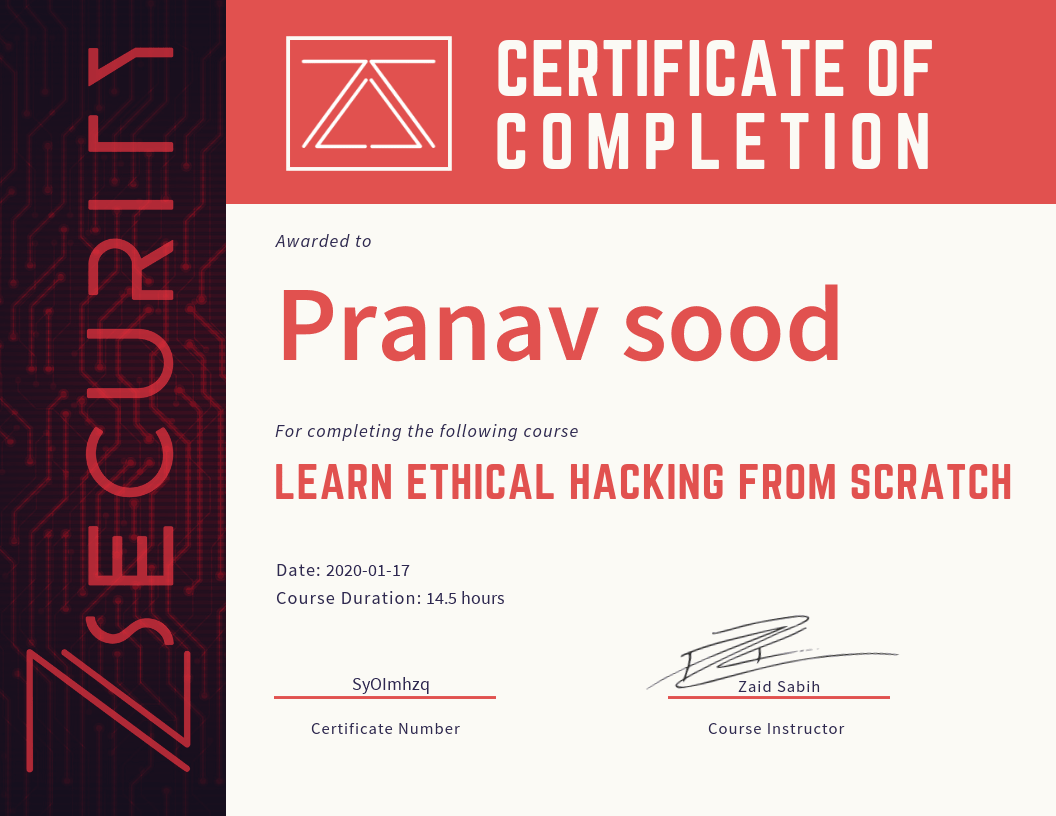 ZSECURITY
CERTIFICATE OF
COMPLETION
Awarded to
Pranav sood
For completing the following course
LEARN ETHICAL HACKING FROM SCRATCH
Date: 2020-01-17
Course Duration: 14.5 hours
SyOImhzq
Certificate Number
Zaid Sabih
Course Instructor